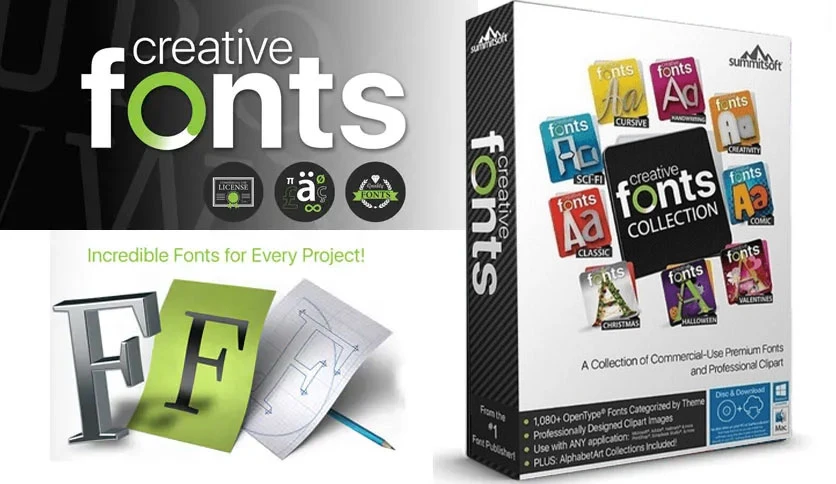 creative
fonts
LICENSE
π
ä
∞
Quality
FONTS
Incredible Fonts for Every Project!
F
F
F
creative
fonts
From the
#1
Font Publisher!
summitsoft
summitsoft
fonts
Aa
CURSIVE
creative
fonts
Aa
HANDWRITING
fonts
Aa
CREATIVITY
fonts
Aa
SCI-FI
fonts
Aa
COMIC
fonts
Aa
CLASSIC
fonts
A
VALENTINES
fonts
A
CHRISTMAS
fonts
A
HALLOWEEN
creative
fonts
COLLECTION
A Collection of Commercial-Use Premium Fonts
and Professional Clipart
• 1,080+ OpenType® Fonts Categorized by Theme
• Professionally Designed Clipart Images
• Use with ANY application:
• PLUS: AlphabetArt Collections Included!
Disc & Download
Windows
Mac